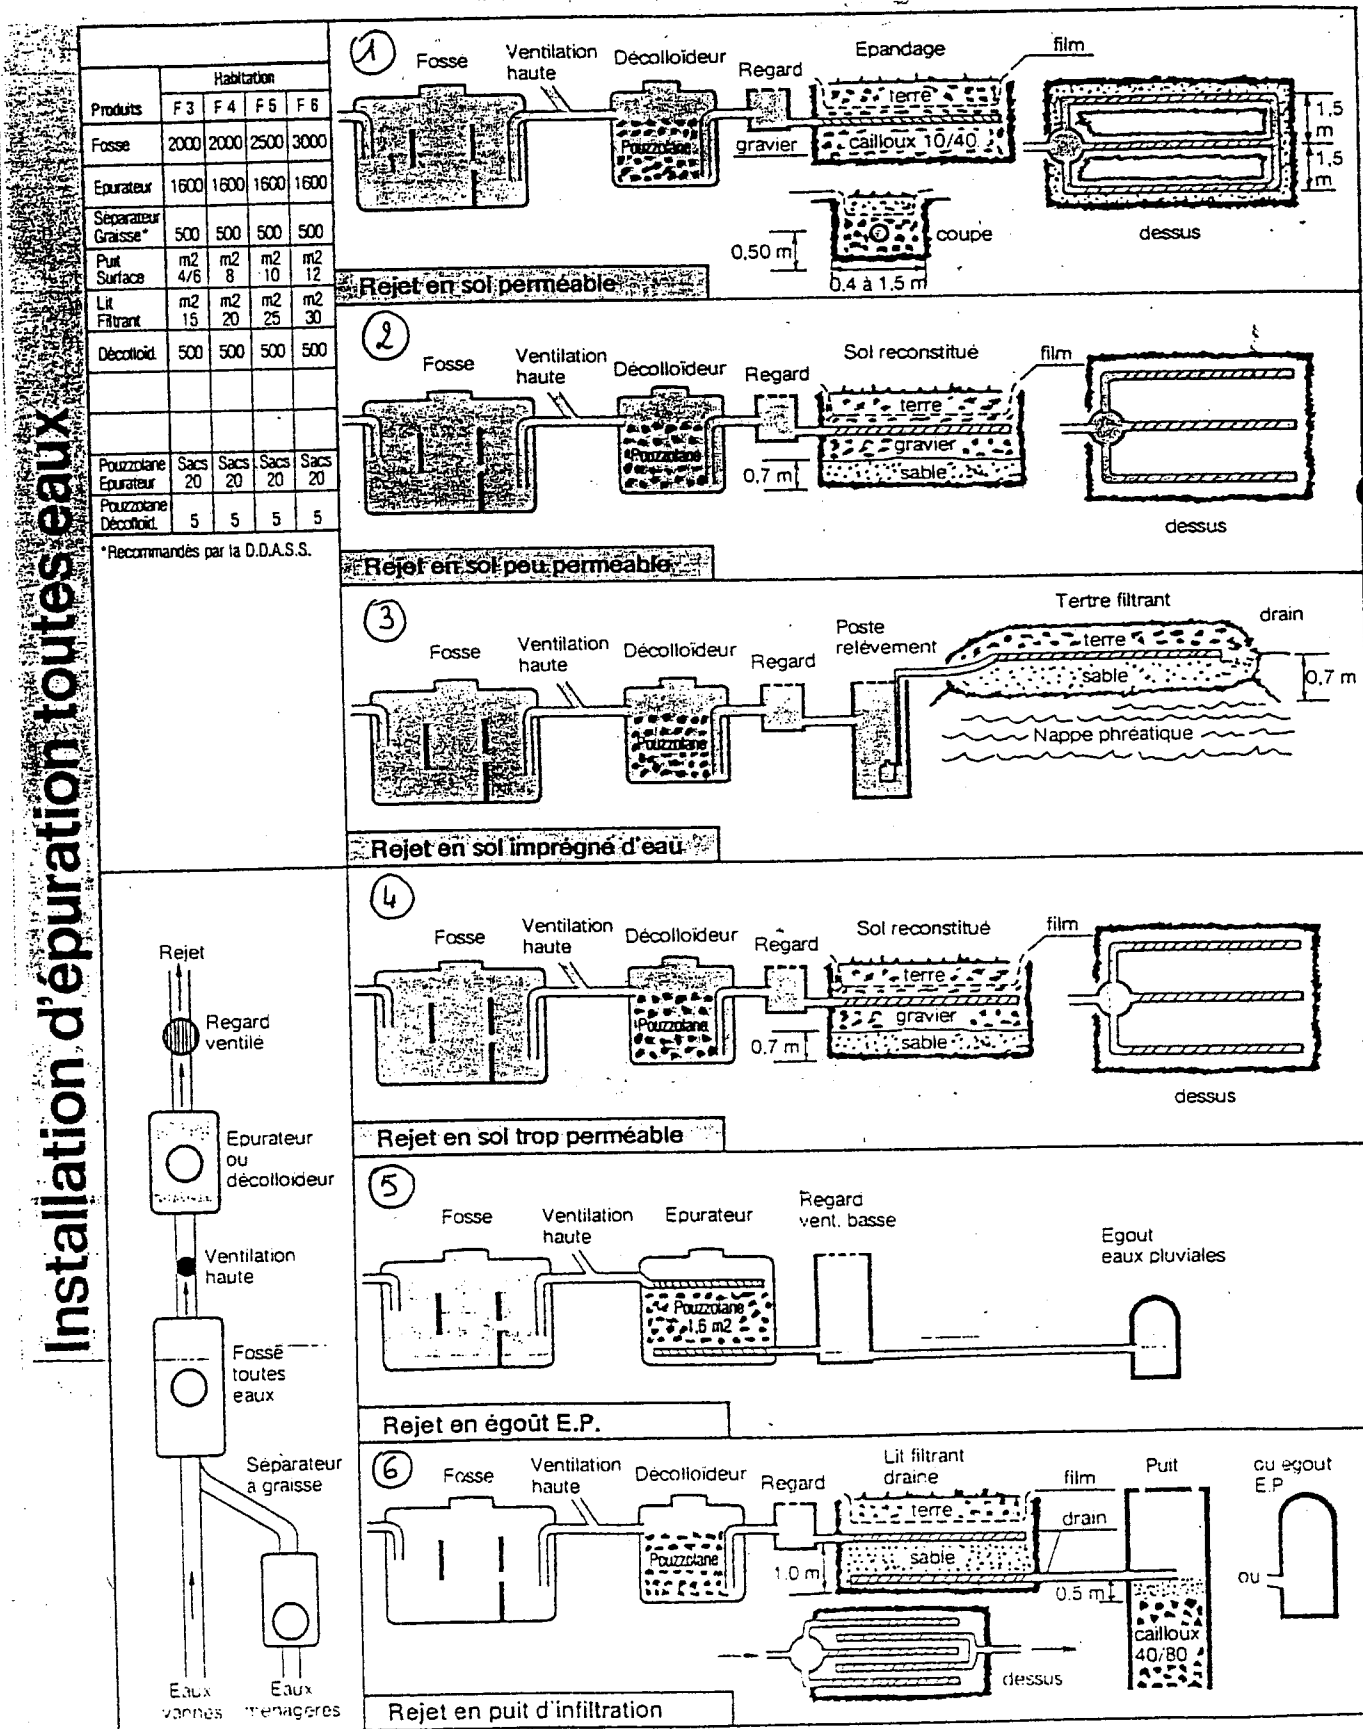 Installation d'épuration toutes eaux
Habitation
Produits F3 F4 F5 F6
Fosse 2000 2000 2500 3000
Epurateur 1600 1600 1600 1600
Séparateur
Graisse* 500 500 500 500
Puit m2 m2 m2 m2
Surface 4/6 8 10 12
Lit m2 m2 m2 m2
Filtrant 15 20 25 30
Décolloïd. 500 500 500 500
Pouzzolane Sacs Sacs Sacs Sacs
Epurateur 20 20 20 20
Pouzzolane
Décolloïd. 5 5 5 5
*Recommandés par la D.D.A.S.S.
Rejet
Regard
ventilé
Epurateur
ou
décolloïdeur
Ventilation
haute
Fosse
toutes
eaux
Séparateur
à graisse
Eaux
vannes
Eaux
ménagères
1
Fosse
Ventilation
haute
Décolloïdeur
Regard
Epandage
film
terre
Pouzzolane
gravier
cailloux 10/40
1,5
m
1,5
m
0,50 m
coupe
dessus
0.4 à 1.5 m
Rejet en sol perméable
2
Fosse
Ventilation
haute
Décolloïdeur
Regard
Sol reconstitué
film
terre
Pouzzolane
gravier
0.7 m
sable
dessus
Rejet en sol peu perméable
3
Fosse
Ventilation
haute
Décolloïdeur
Regard
Poste
relèvement
Tertre filtrant
drain
terre
sable
0,7 m
Pouzzolane
Nappe phréatique
Rejet en sol imprégné d'eau
4
Fosse
Ventilation
haute
Décolloïdeur
Regard
Sol reconstitué
film
terre
Pouzzolane
gravier
0.7 m
sable
dessus
Rejet en sol trop perméable
5
Fosse
Ventilation
haute
Epurateur
Regard
vent. basse
Egout
eaux pluviales
Pouzzolane
1,6 m2
Rejet en égoût E.P.
6
Fosse
Ventilation
haute
Décolloïdeur
Regard
Lit filtrant
draine
film
Puit
ou egout
E.P
terre
drain
Pouzzolane
sable
1.0 m
0.5 m
ou
cailloux
40/80
dessus
Rejet en puit d'infiltration